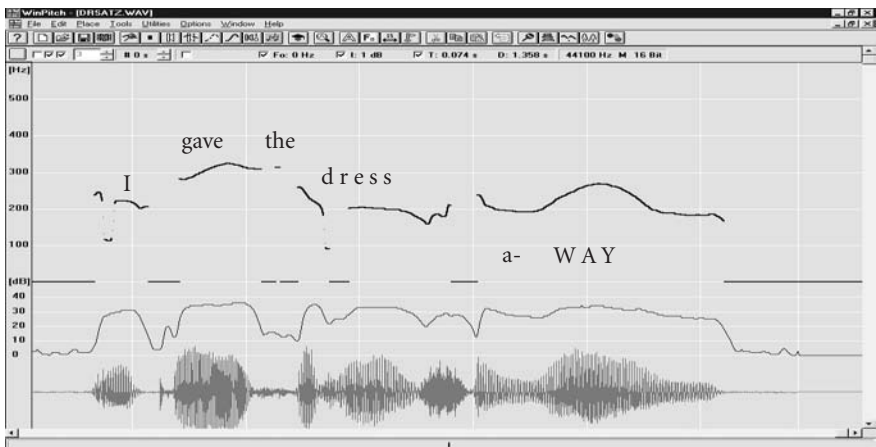 WinPitch - [DRSATZ.WAV]
File Edit Place Tools Utilities Options Window Help
# 0 s Fo: 0 Hz I: 1 dB T: 0.074 s D: 1.358 s 44100 Hz M 16 Bit
[Hz]
500
400
gave the
300
I dress
200
100
a- WAY
[dB]
40
30
20
10
0